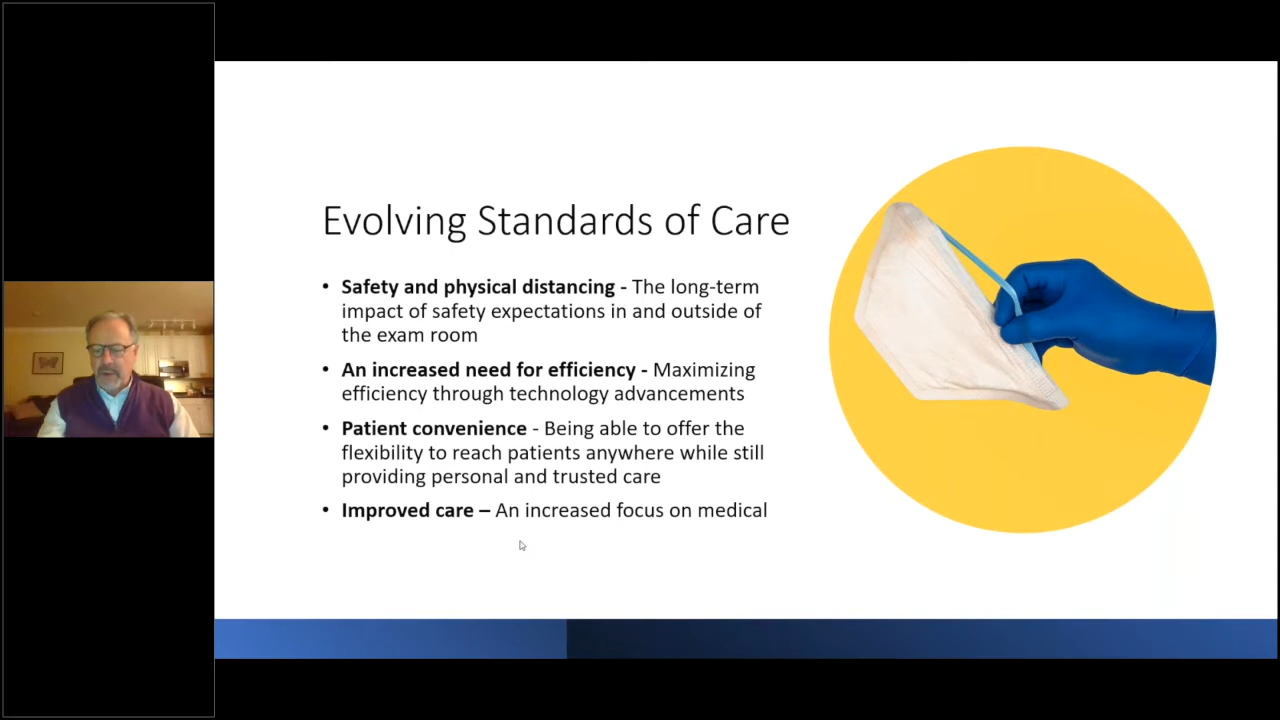 Evolving Standards of Care
• Safety and physical distancing - The long-term
impact of safety expectations in and outside of
the exam room
• An increased need for efficiency - Maximizing
efficiency through technology advancements
• Patient convenience - Being able to offer the
flexibility to reach patients anywhere while still
providing personal and trusted care
• Improved care – An increased focus on medical